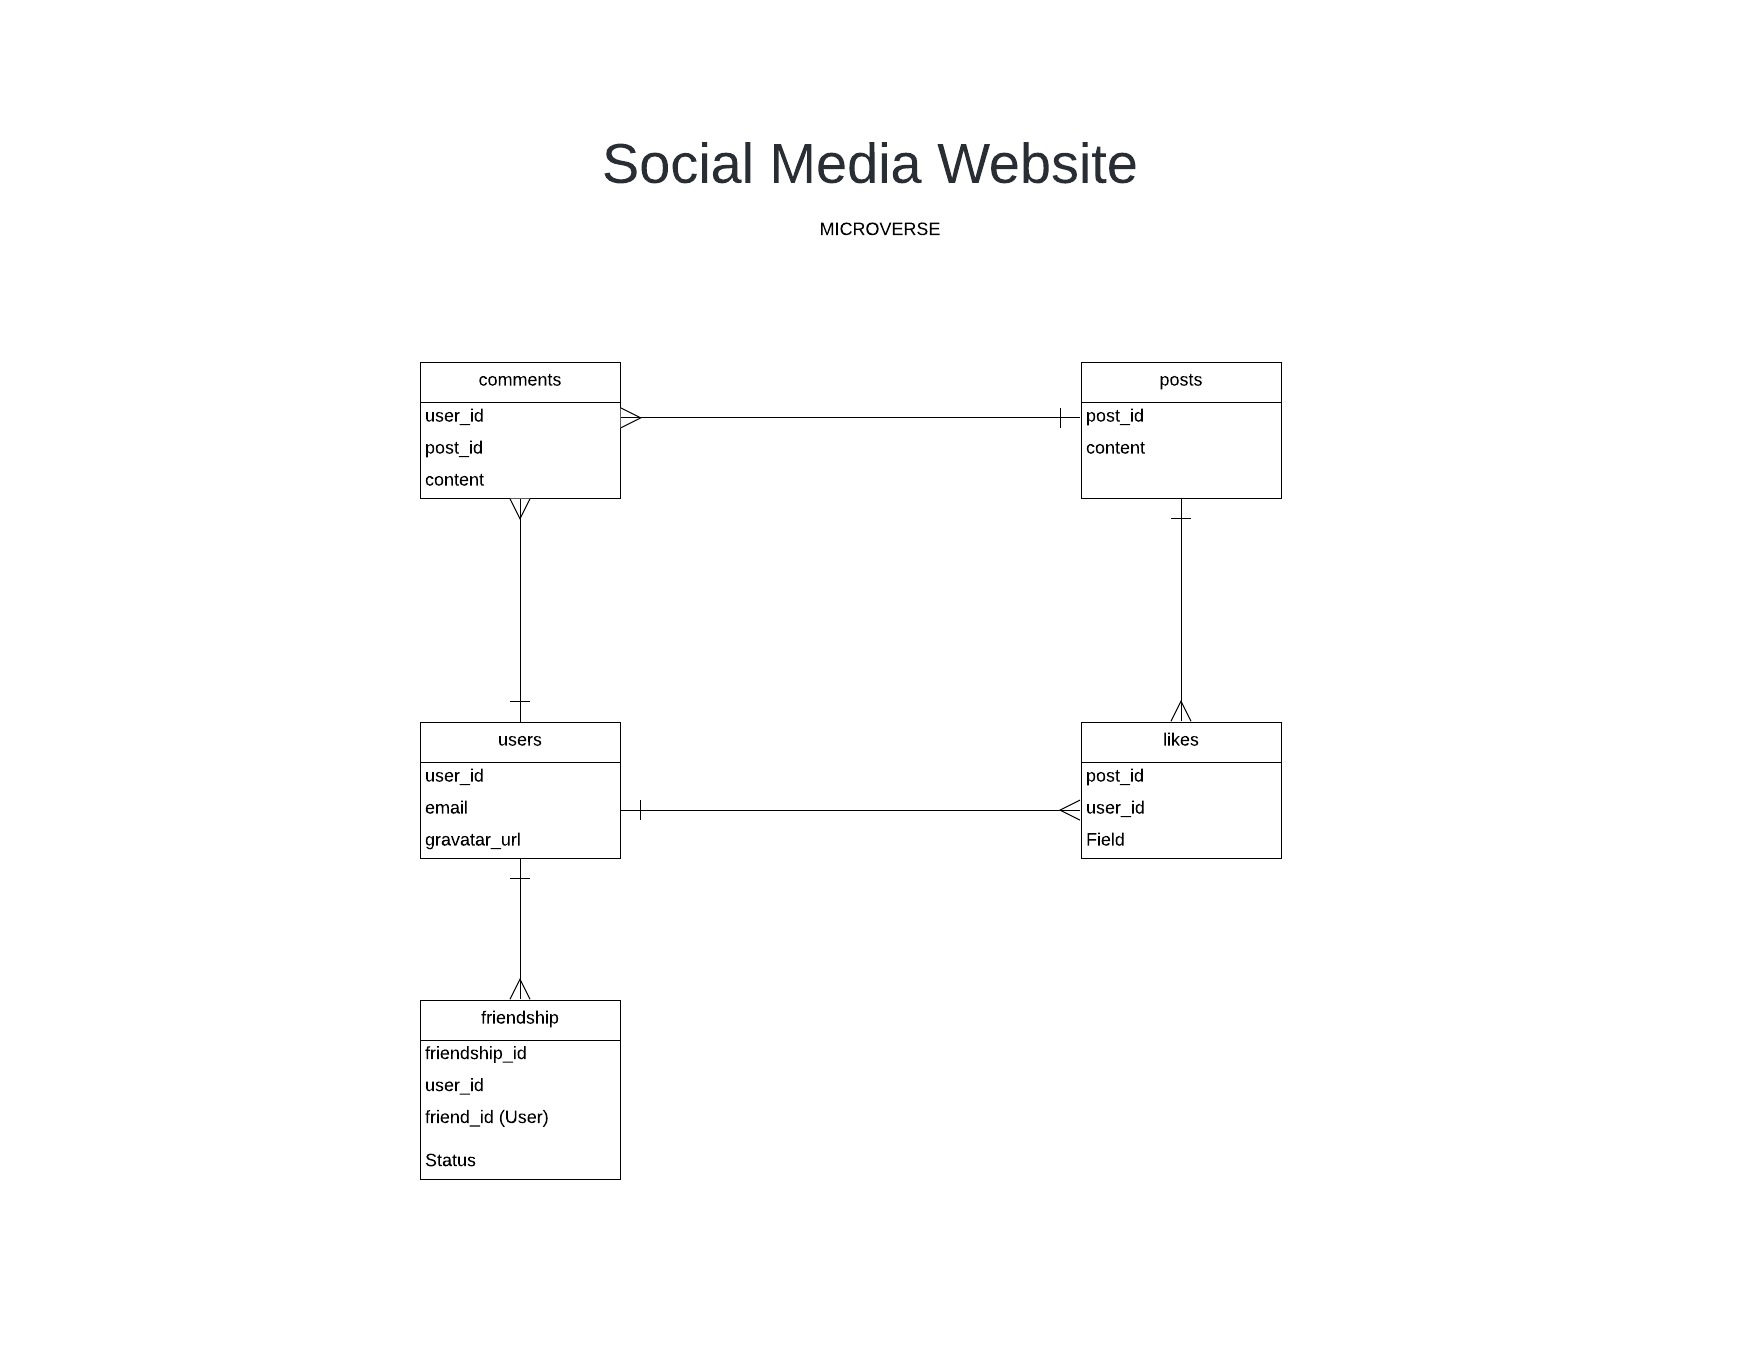 Social Media Website
MICROVERSE
comments
user_id
post_id
content
posts
post_id
content
users
user_id
email
gravatar_url
likes
post_id
user_id
Field
friendship
friendship_id
user_id
friend_id (User)
Status